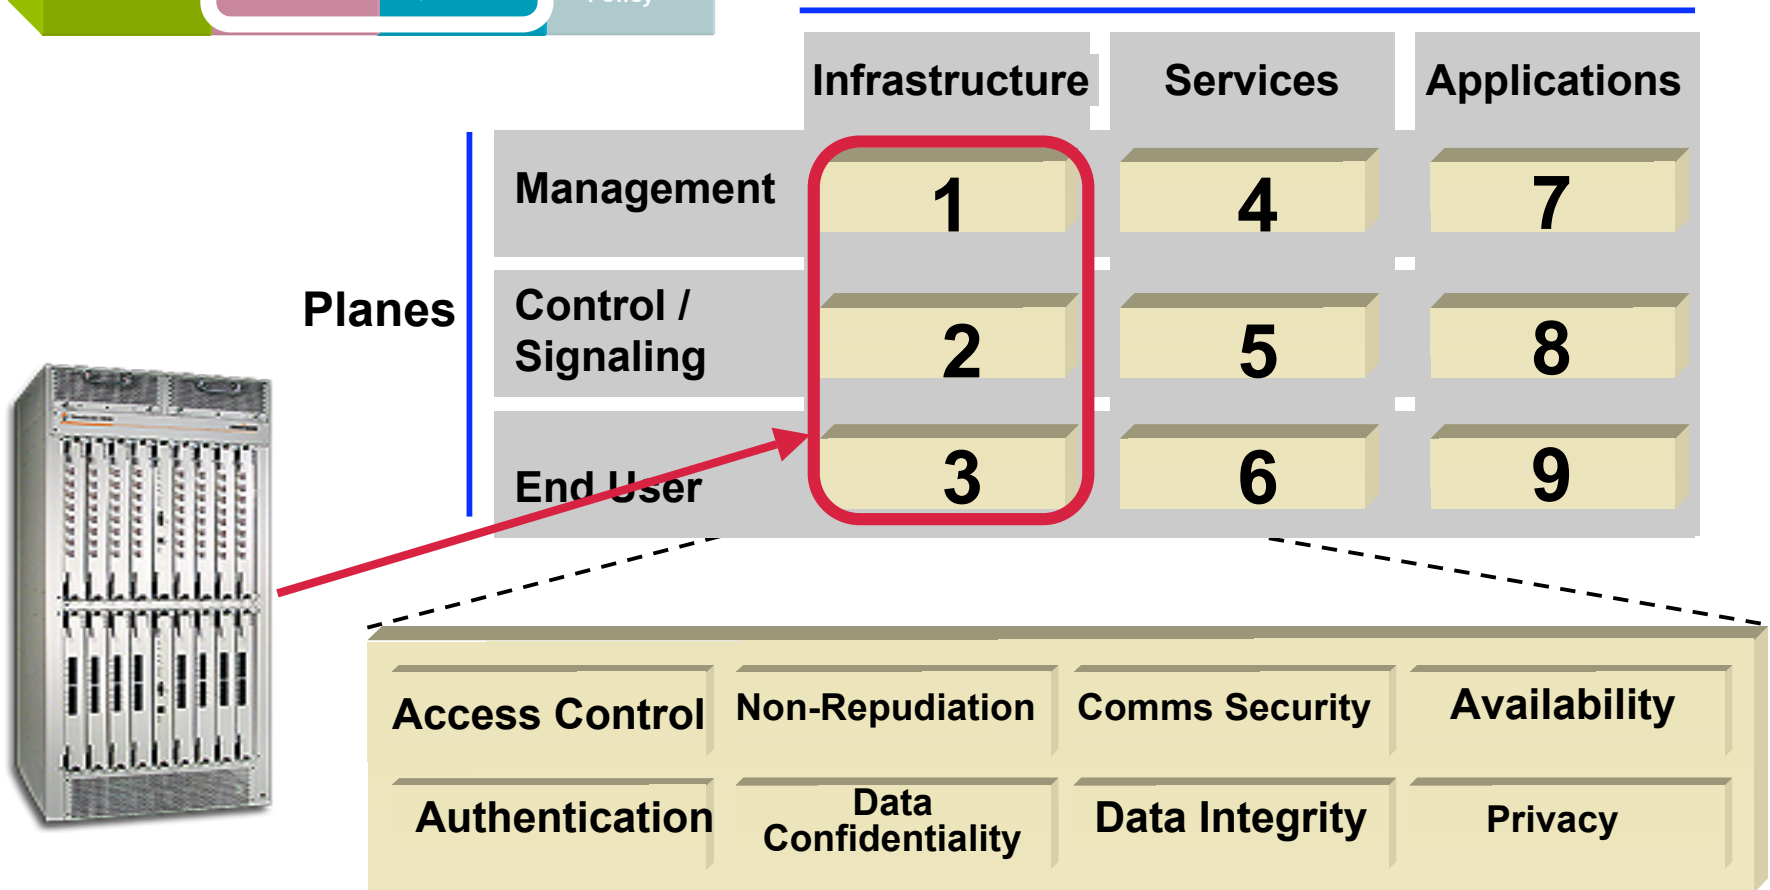 Policy
Infrastructure
Services
Applications
Management
1
4
7
Planes
Control /
Signaling
2
5
8
End User
3
6
9
Access Control
Non-Repudiation
Comms Security
Availability
Authentication
Data
Confidentiality
Data Integrity
Privacy